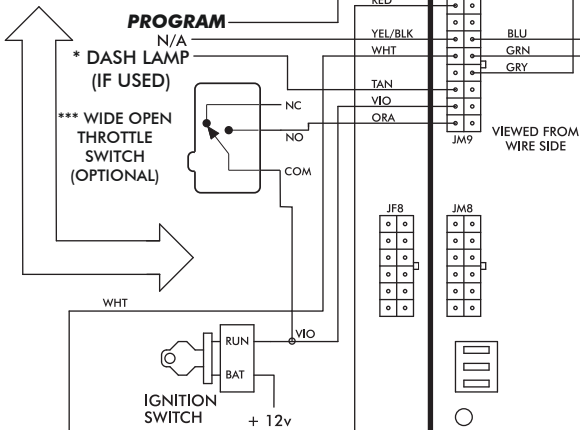 RED
PROGRAM
N/A
YEL/BLK
BLU
* DASH LAMP
(IF USED)
WHT
GRN
GRY
TAN
NC
VIO
*** WIDE OPEN
THROTTLE
SWITCH
(OPTIONAL)
NO
ORA
JM9
VIEWED FROM
WIRE SIDE
COM
JF8
JM8
WHT
RUN
VIO
BAT
IGNITION
SWITCH
+ 12v